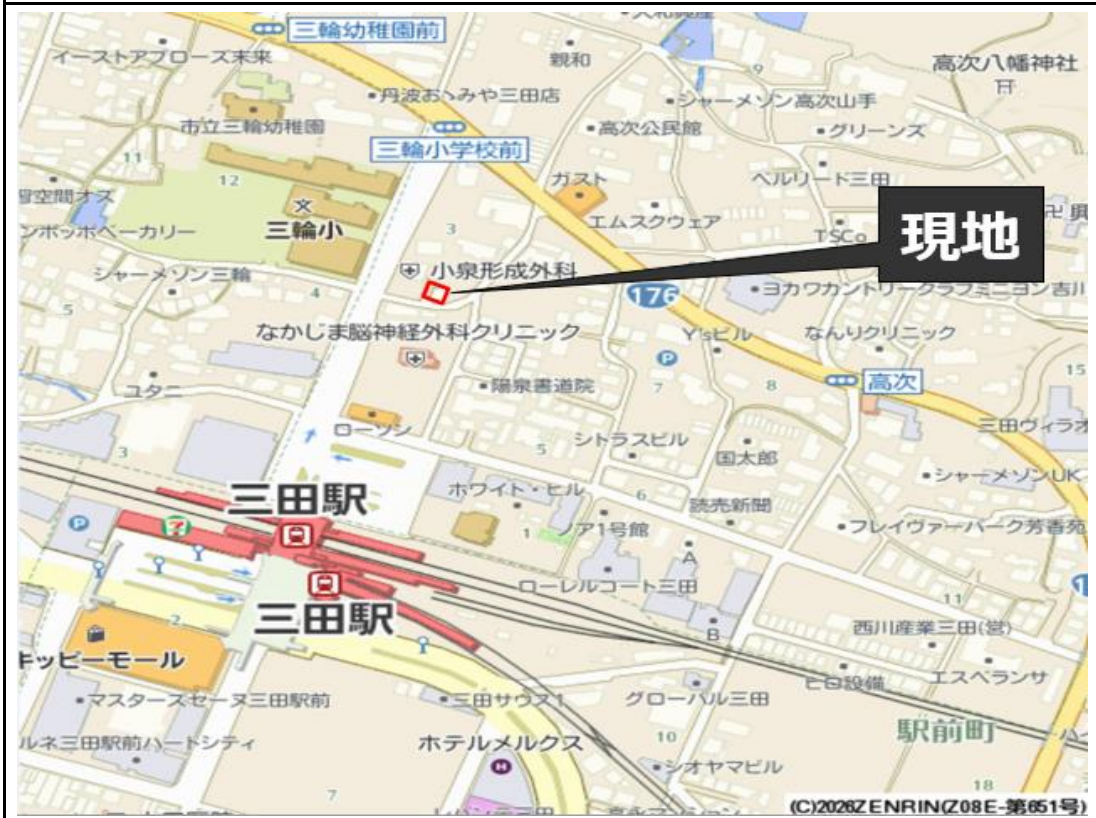 三輪幼稚園前
イーストアプローズ末来
親和
高次八幡神社
丹波おゝみや三田店
シャーメゾン高次山手
市立三輪幼稚園
高次公民館
グリーンズ
三輪小学校前
9
11
12
ガスト
ベルリード三田
三輪小
3
エムスクウェア
TSCo
現地
シャーメゾン三輪
小泉形成外科
5
4
176
ヨカワカントリークラブミニヨン吉川
なかじま脳神経外科クリニック
Y'sビル
なんりクリニック
P
15
ユタニ
陽泉書道院
7
8
高次
ローソン
シトラスビル
三田ヴィラオ
3
5
国太郎
シャーメゾンUK
三田駅
ホワイト・ヒル
6
読売新聞
P
7
1
ノア1号館
フレイヴァーパーク芳香苑
A
ローレルコート三田
三田駅
2
B
11
西川産業三田(営)
キッピーモール
ヒロ設備
エスペランサ
マスターズセーヌ三田駅前
三田サウス1
グローバル三田
駅前町
ルネ三田駅前ハートシティ
ホテルメルクス
10
H
シオヤマビル
7
18
(C)2026ZENRIN(Z08E-第651号)